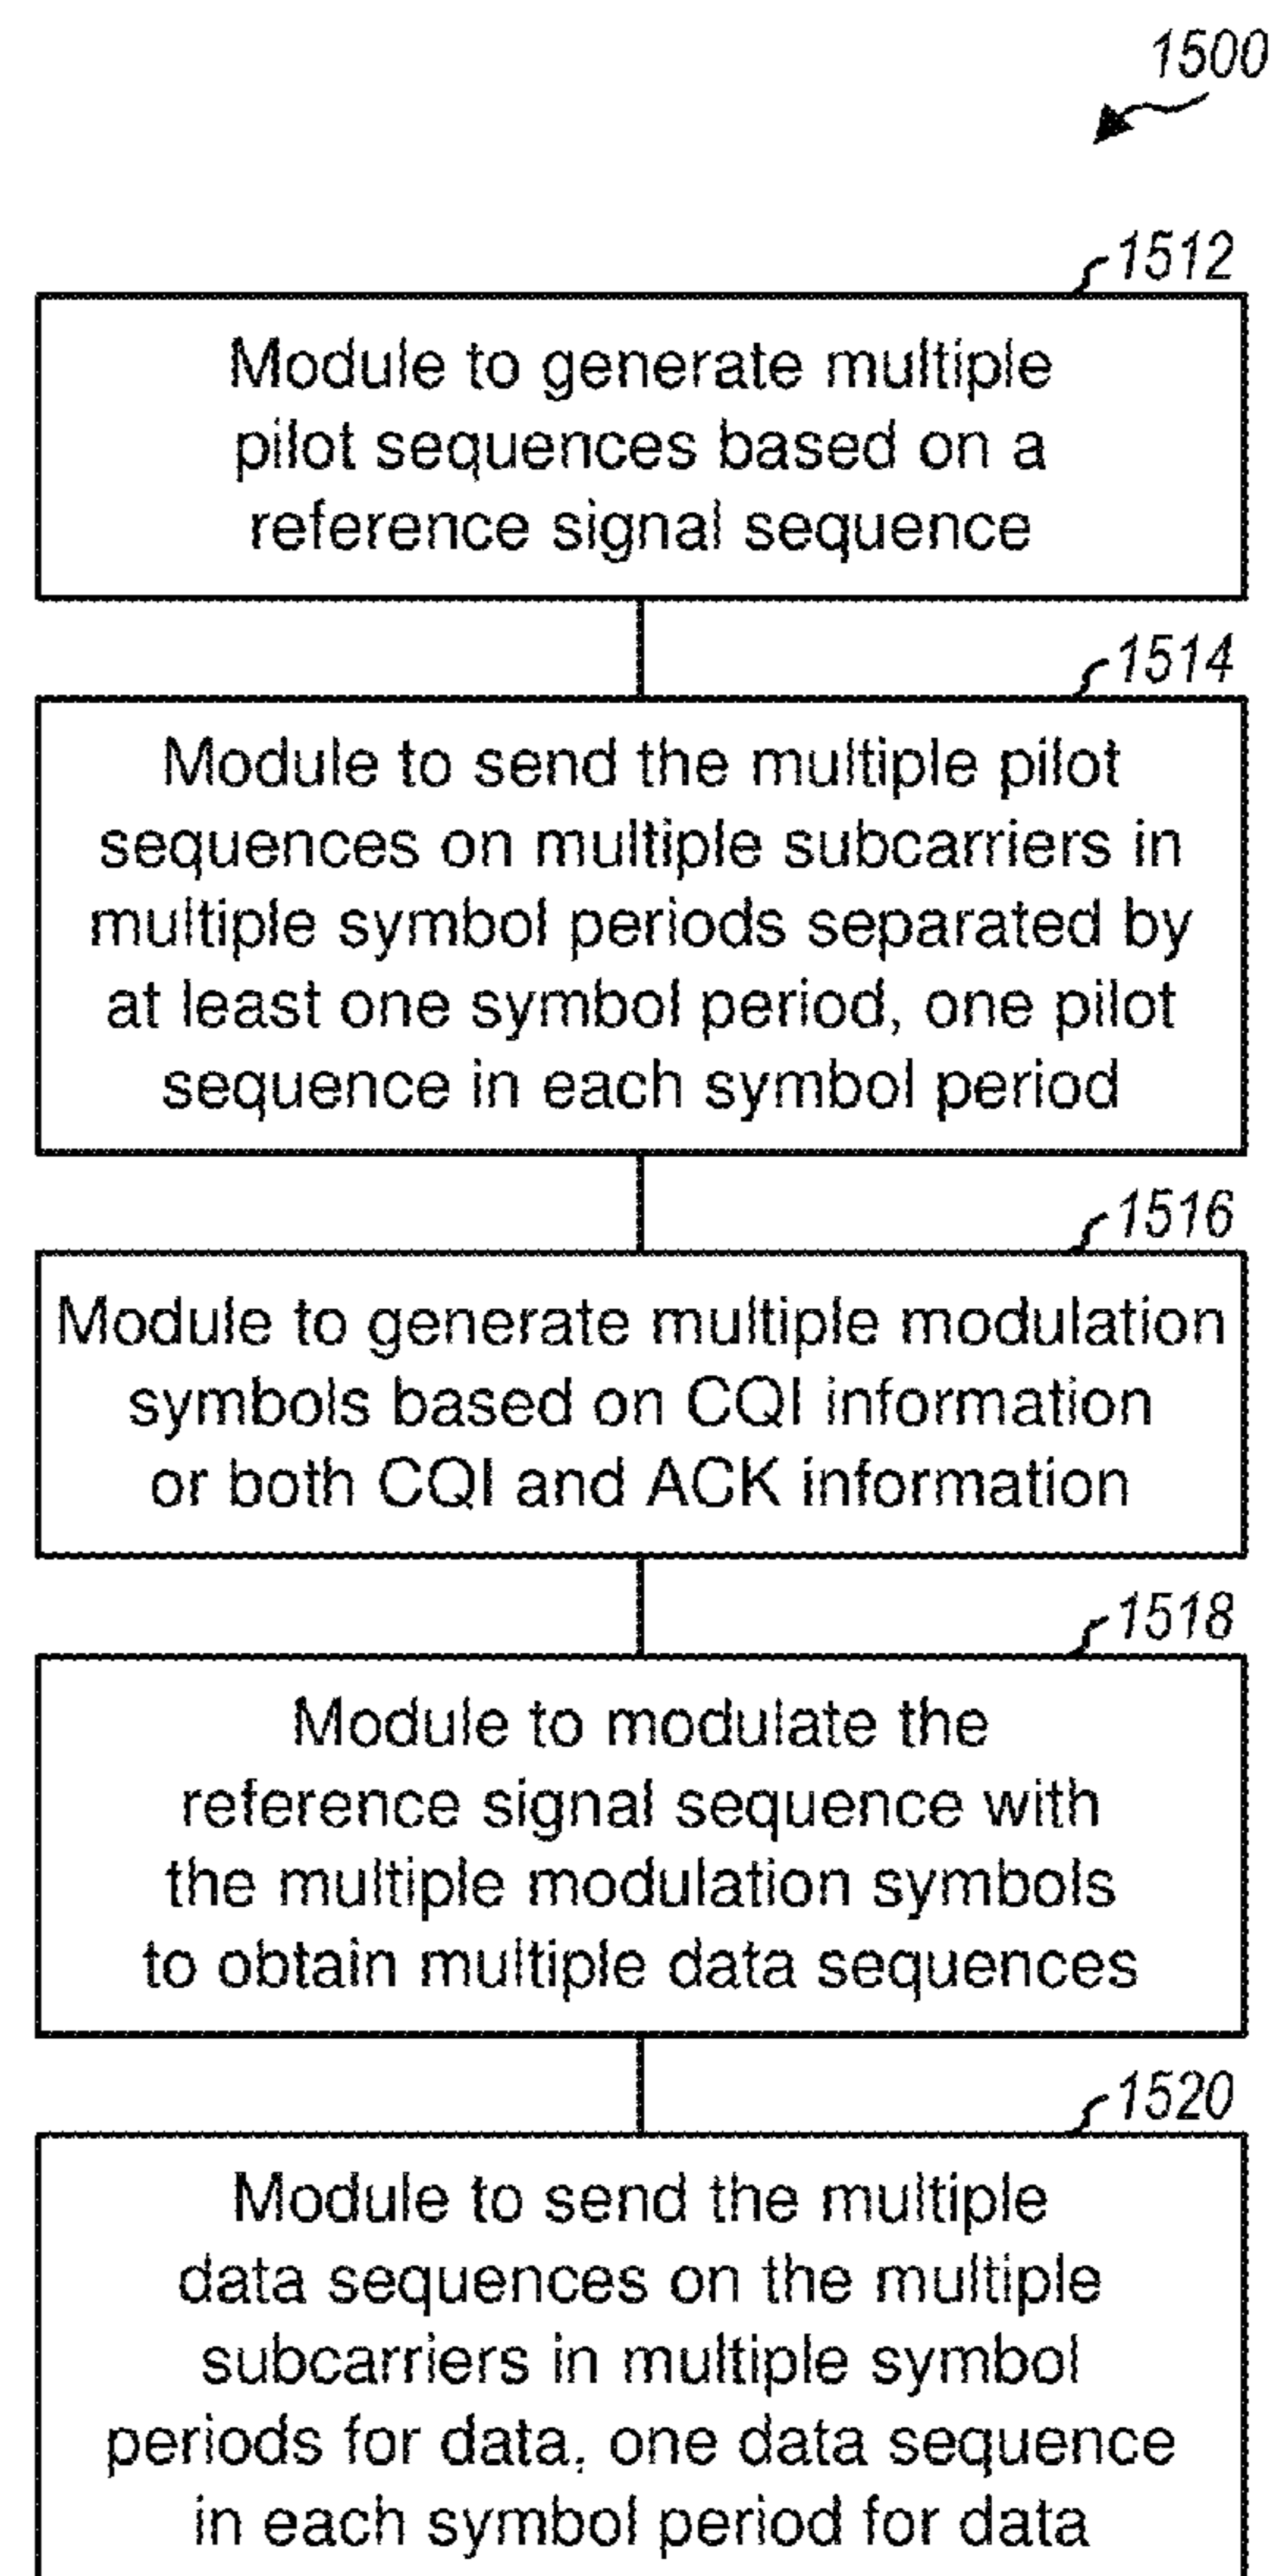 1500
1512
Module to generate multiple
pilot sequences based on a
reference signal sequence
1514
Module to send the multiple pilot
sequences on multiple subcarriers in
multiple symbol periods separated by
at least one symbol period, one pilot
sequence in each symbol period
1516
Module to generate multiple modulation
symbols based on CQI information
or both CQI and ACK information
1518
Module to modulate the
reference signal sequence with
the multiple modulation symbols
to obtain multiple data sequences
1520
Module to send the multiple
data sequences on the multiple
subcarriers in multiple symbol
periods for data, one data sequence
in each symbol period for data